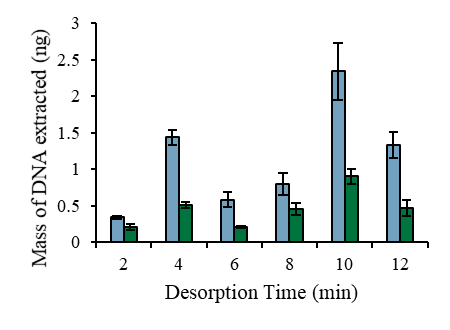 Mass of DNA extracted (ng)
3
2.5
2
1.5
1
0.5
0
2 4 6 8 10 12
Desorption Time (min)